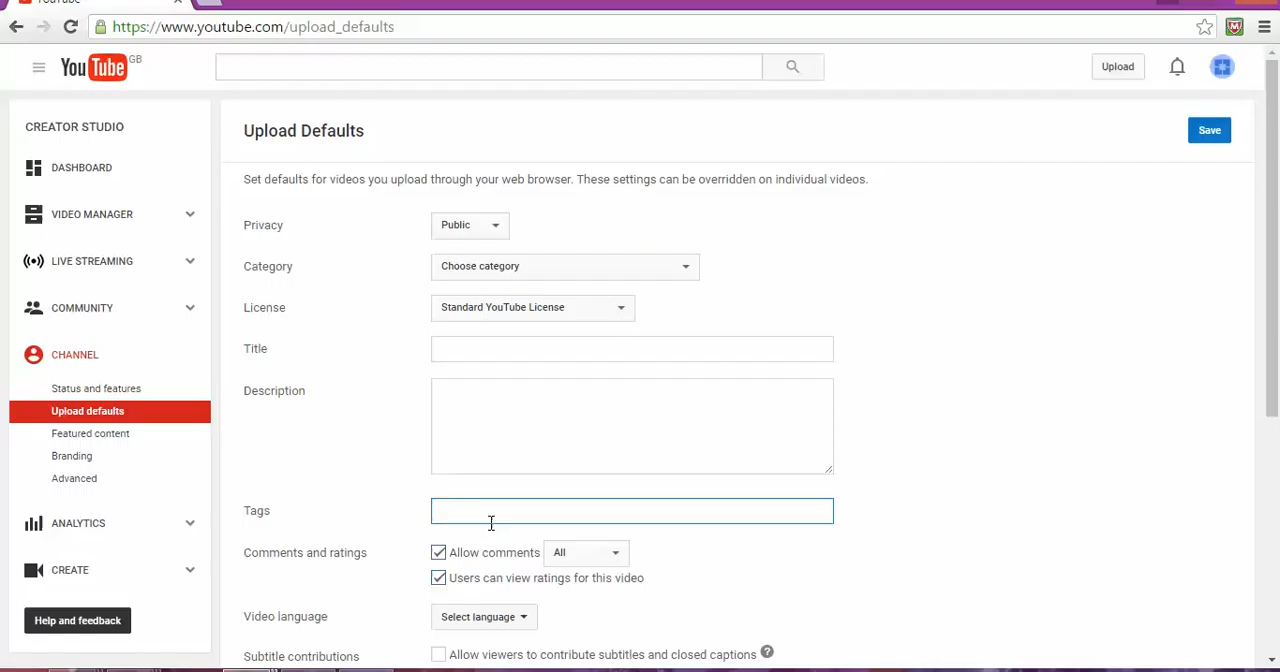 YouTube
https://www.youtube.com/upload_defaults
YouTube GB
Upload
CREATOR STUDIO
DASHBOARD
VIDEO MANAGER
LIVE STREAMING
COMMUNITY
CHANNEL
Status and features
Upload defaults
Featured content
Branding
Advanced
ANALYTICS
CREATE
Help and feedback
Upload Defaults
Save
Set defaults for videos you upload through your web browser. These settings can be overridden on individual videos.
Privacy Public
Category Choose category
License Standard YouTube License
Title
Description
Tags
Comments and ratings Allow comments All
Users can view ratings for this video
Video language Select language
Subtitle contributions Allow viewers to contribute subtitles and closed captions ?